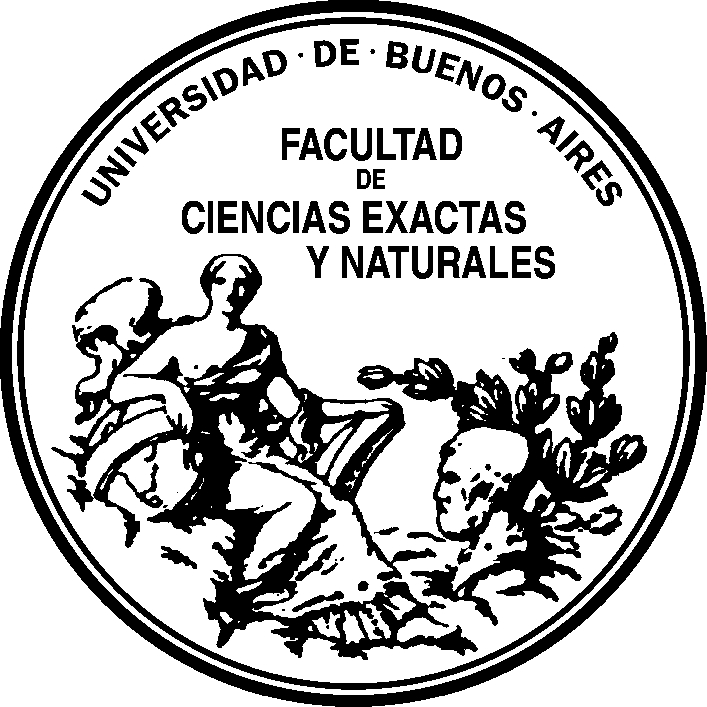 UNIVERSIDAD · DE · BUENOS · AIRES
FACULTAD
DE
CIENCIAS EXACTAS
Y NATURALES